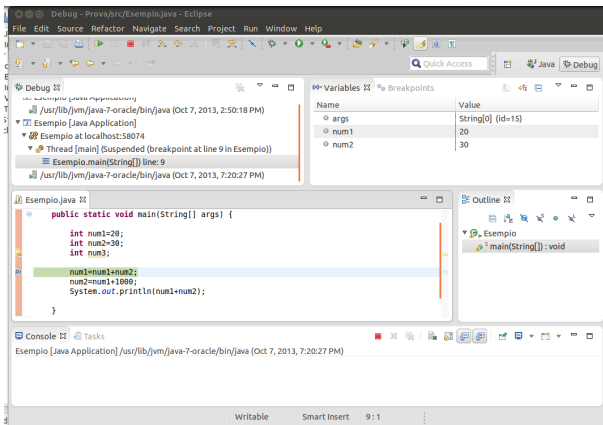 Debug - Prova/src/Esempio.java - Eclipse
File Edit Source Refactor Navigate Search Project Run Window Help
Quick Access
Java
Debug
Debug
Esempio [Java Application]
/usr/lib/jvm/java-7-oracle/bin/java (Oct 7, 2013, 2:50:18 PM)
Esempio [Java Application]
Esempio at localhost:58074
Thread [main] (Suspended (breakpoint at line 9 in Esempio))
Esempio.main(String[]) line: 9
/usr/lib/jvm/java-7-oracle/bin/java (Oct 7, 2013, 7:20:27 PM)
Variables Breakpoints
Name Value
args String[0] (id=15)
num1 20
num2 30
Esempio.java
public static void main(String[] args) {
int num1=20;
int num2=30;
int num3;
num1=num1+num2;
num2=num1+1000;
System.out.println(num1+num2);
}
Outline
Esempio
main(String[]) : void
Console Tasks
Esempio [Java Application] /usr/lib/jvm/java-7-oracle/bin/java (Oct 7, 2013, 7:20:27 PM)
Writable Smart Insert 9 : 1